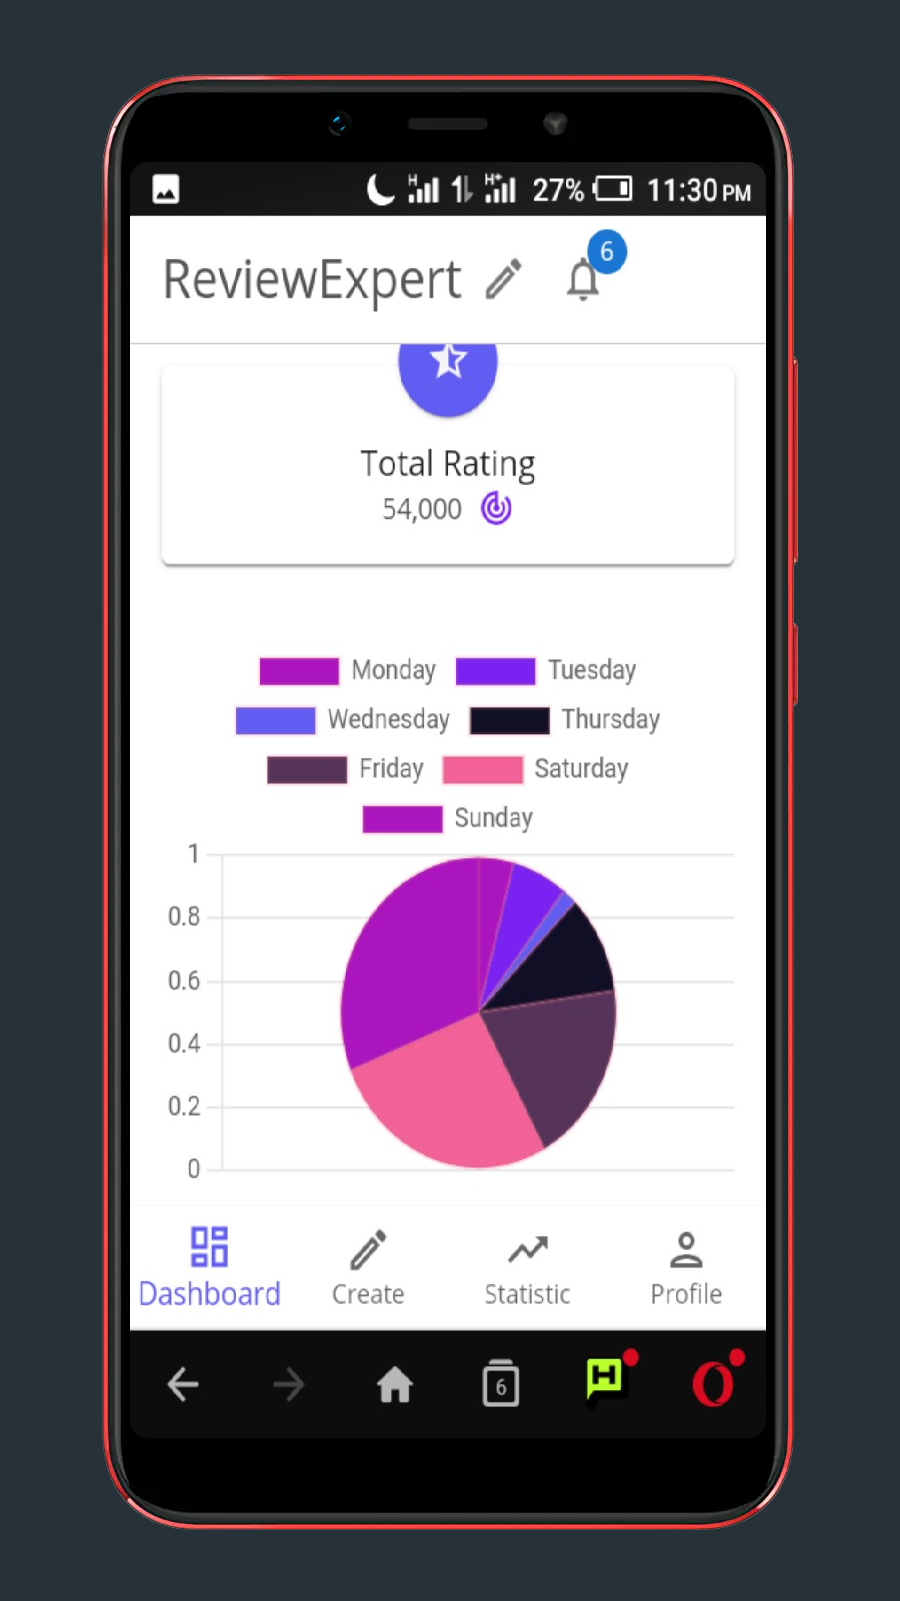 H H+ 27% 11:30 PM
ReviewExpert 6
Total Rating
54,000
Monday Tuesday
Wednesday Thursday
Friday Saturday
Sunday
1
0.8
0.6
0.4
0.2
0
Dashboard Create Statistic Profile
6 H